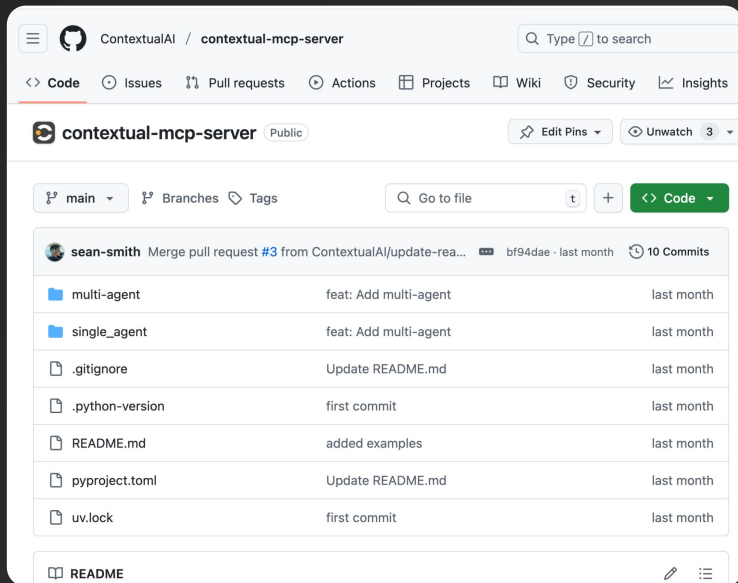 ContextualAI / contextual-mcp-server
Type / to search
<> Code Issues Pull requests Actions Projects Wiki Security Insights
contextual-mcp-server Public
Edit Pins Unwatch 3
main Branches Tags Go to file t + <> Code
sean-smith Merge pull request #3 from ContextualAI/update-rea... bf94dae · last month 10 Commits
multi-agent feat: Add multi-agent last month
single_agent feat: Add multi-agent last month
.gitignore Update README.md last month
.python-version first commit last month
README.md added examples last month
pyproject.toml Update README.md last month
uv.lock first commit last month
README